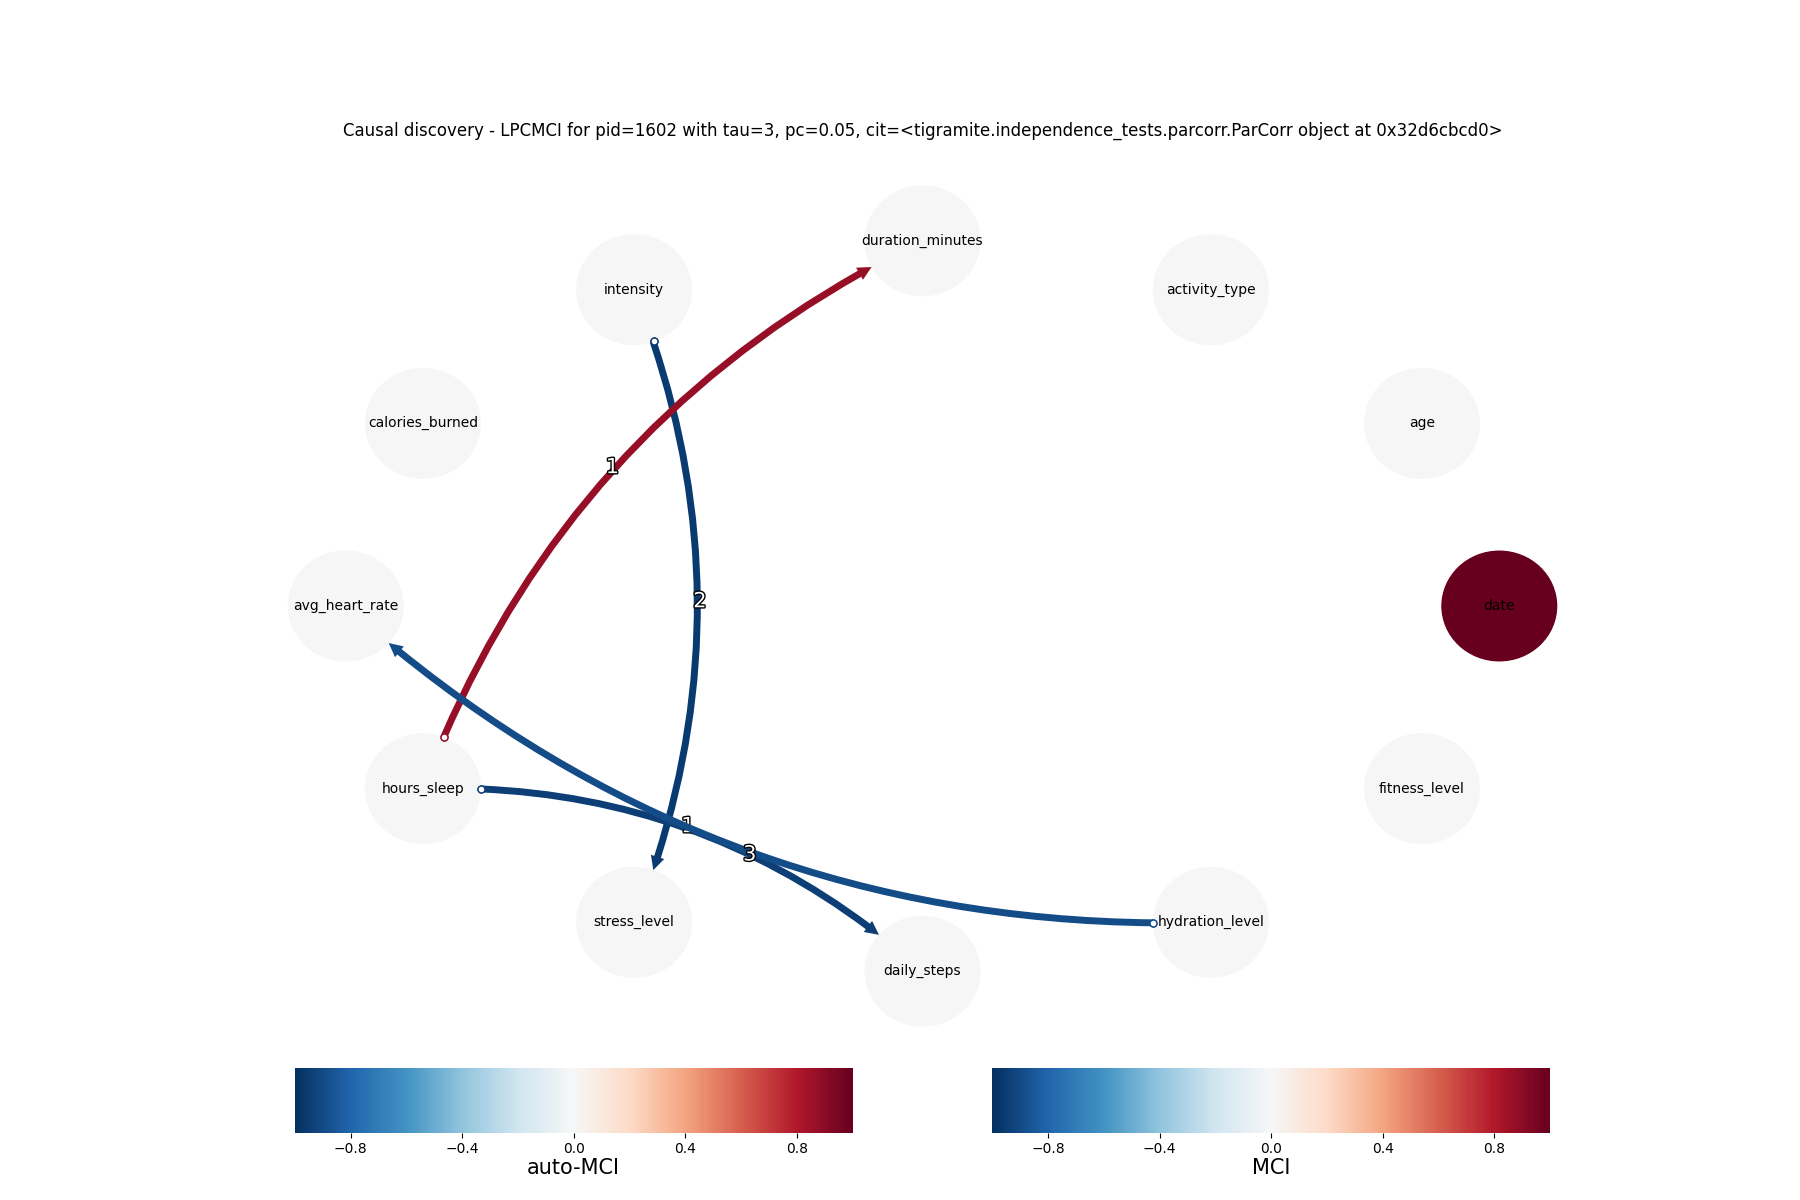 Causal discovery - LPCMCI for pid=1602 with tau=3, pc=0.05, cit=<tigramite.independence_tests.parcorr.ParCorr object at 0x32d6cbcd0>
duration_minutes
intensity
activity_type
calories_burned
age
1
avg_heart_rate
2
date
hours_sleep
fitness_level
1
3
stress_level
hydration_level
daily_steps
−0.8 −0.4 0.0 0.4 0.8
auto-MCI
−0.8 −0.4 0.0 0.4 0.8
MCI